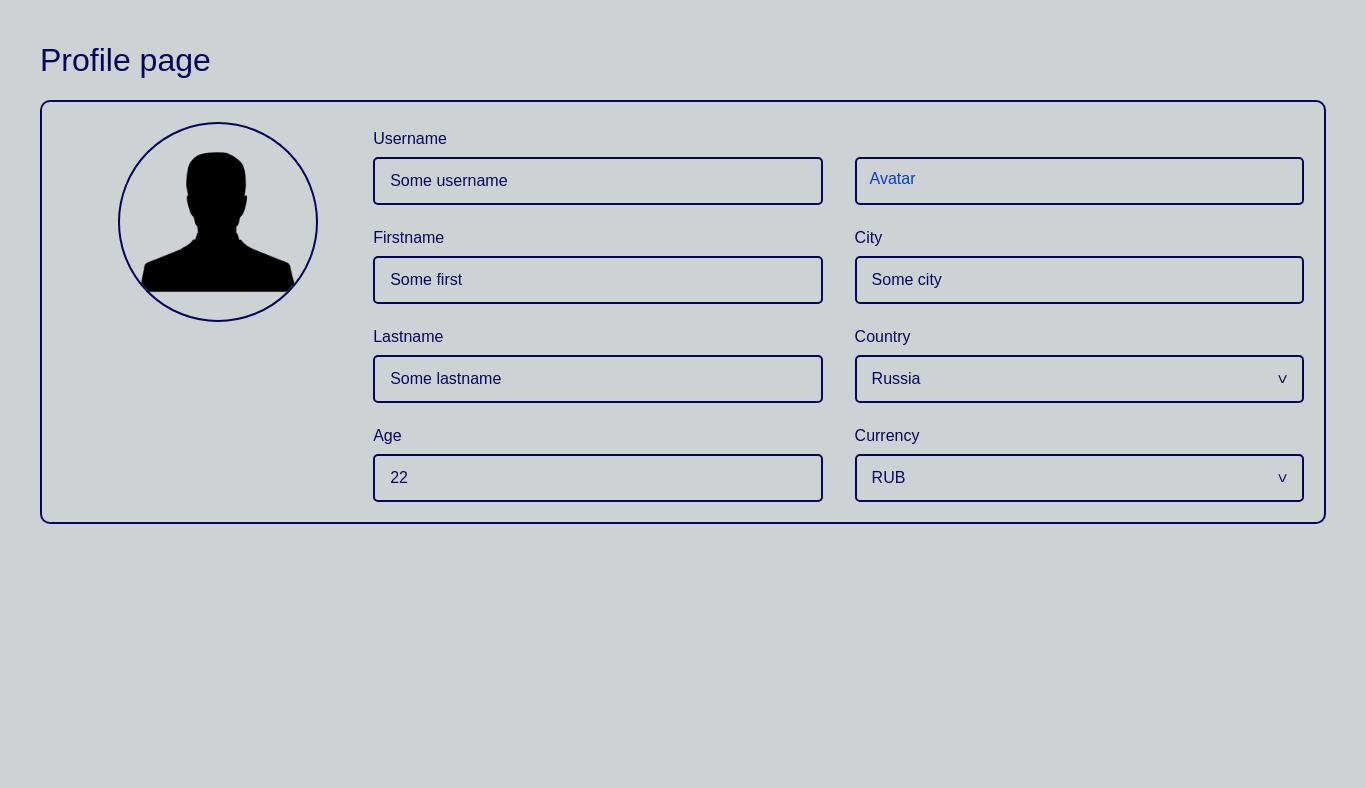 Profile page
Username
Some username
Avatar
Firstname
City
Some first
Some city
Lastname
Country
Some lastname
Russia
Age
Currency
22
RUB